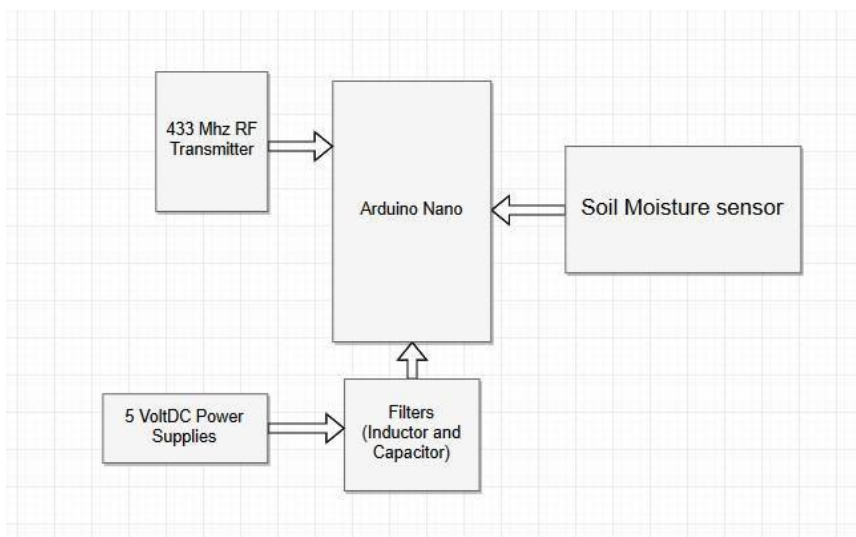 433 Mhz RF
Transmitter
Arduino Nano
Soil Moisture sensor
5 VoltDC Power
Supplies
Filters
(Inductor and
Capacitor)